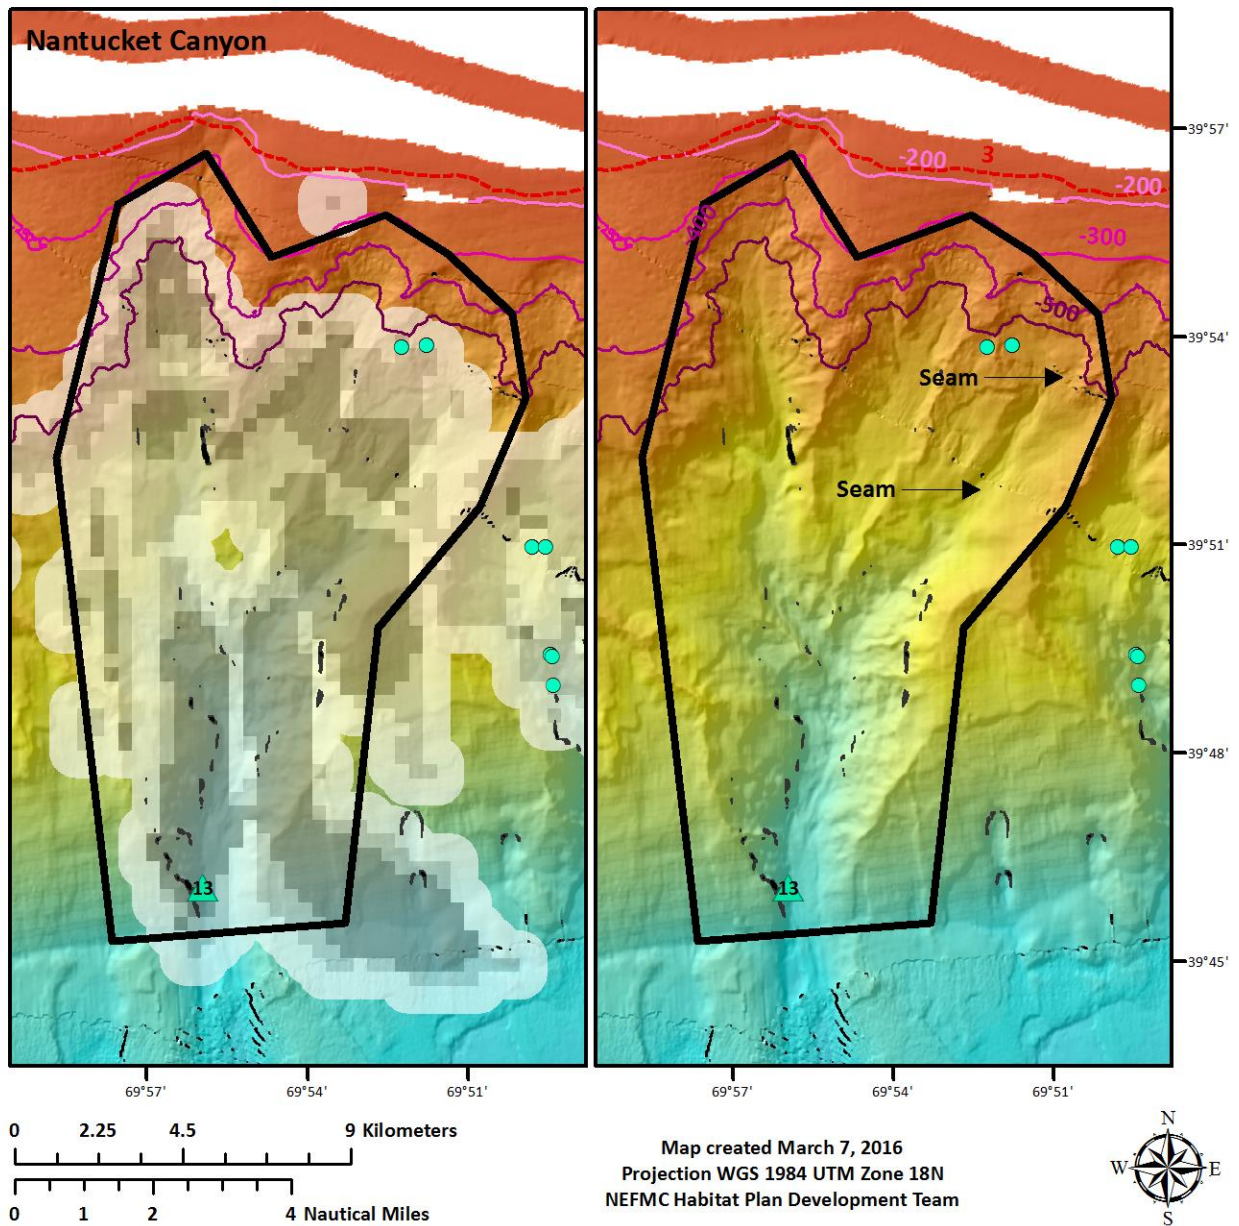 Nantucket Canyon
39°57'
-200
3
-200
-400
-300
-500
39°54'
Seam
Seam
39°51'
39°48'
13
13
39°45'
69°57'
69°54'
69°51'
69°57'
69°54'
69°51'
0 2.25 4.5 9 Kilometers
0 1 2 4 Nautical Miles
Map created March 7, 2016
Projection WGS 1984 UTM Zone 18N
NEFMC Habitat Plan Development Team
N
W E
S